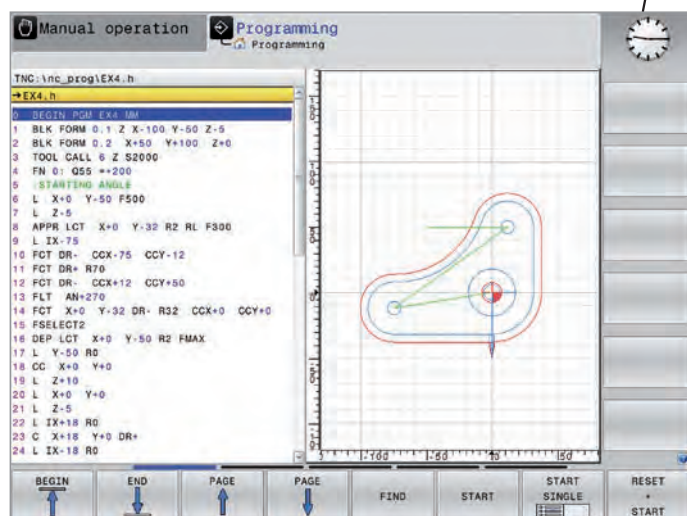 Manual operation
Programming
Programming
TNC:\nc_prog\EX4.h
→EX4.h
0 BEGIN PGM EX4 MM
1 BLK FORM 0.1 Z X-100 Y-50 Z-5
2 BLK FORM 0.2 X+50 Y+100 Z+0
3 TOOL CALL 6 Z S2000
4 FN 0: Q55 =+200
5 ;STARTING ANGLE
6 L X+0 Y-50 F500
7 L Z-5
8 APPR LCT X+0 Y-32 R2 RL F300
9 L IX-75
10 FCT DR- CCX-75 CCY-12
11 FCT DR+ R70
12 FCT DR- CCX+12 CCY+50
13 FLT AN+270
14 FCT X+0 Y-32 DR- R32 CCX+0 CCY+0
15 FSELECT2
16 DEP LCT X+0 Y-50 R2 FMAX
17 L Y-50 R0
18 CC X+0 Y+0
19 L Z+10
20 L X+0 Y+0
21 L Z-5
22 L IX+18 R0
23 C X+18 Y+0 DR+
24 L IX-18 R0
BEGIN
END
PAGE
PAGE
FIND
START
START
SINGLE
RESET
+
START